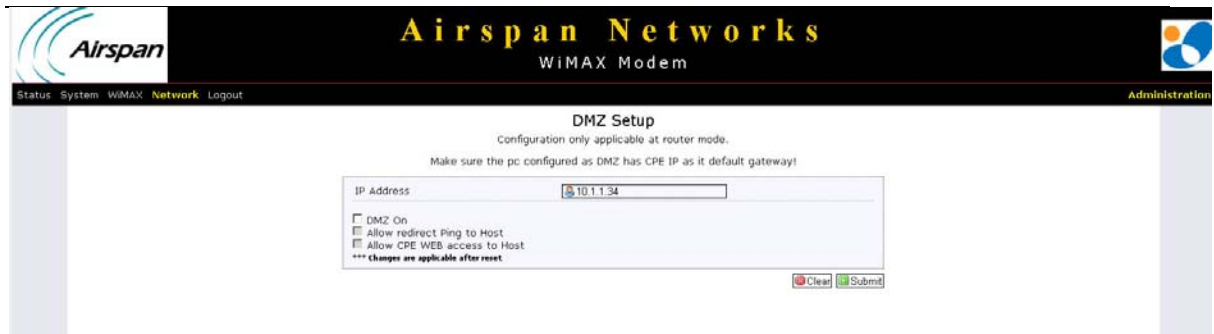 Airspan
Airspan Networks
WiMAX Modem
Status System WiMAX Network Logout
Administration
DMZ Setup
Configuration only applicable at router mode.
Make sure the pc configured as DMZ has CPE IP as it default gateway!
IP Address 10.1.1.34
DMZ On
Allow redirect Ping to Host
Allow CPE WEB access to Host
*** Changes are applicable after reset
Clear Submit